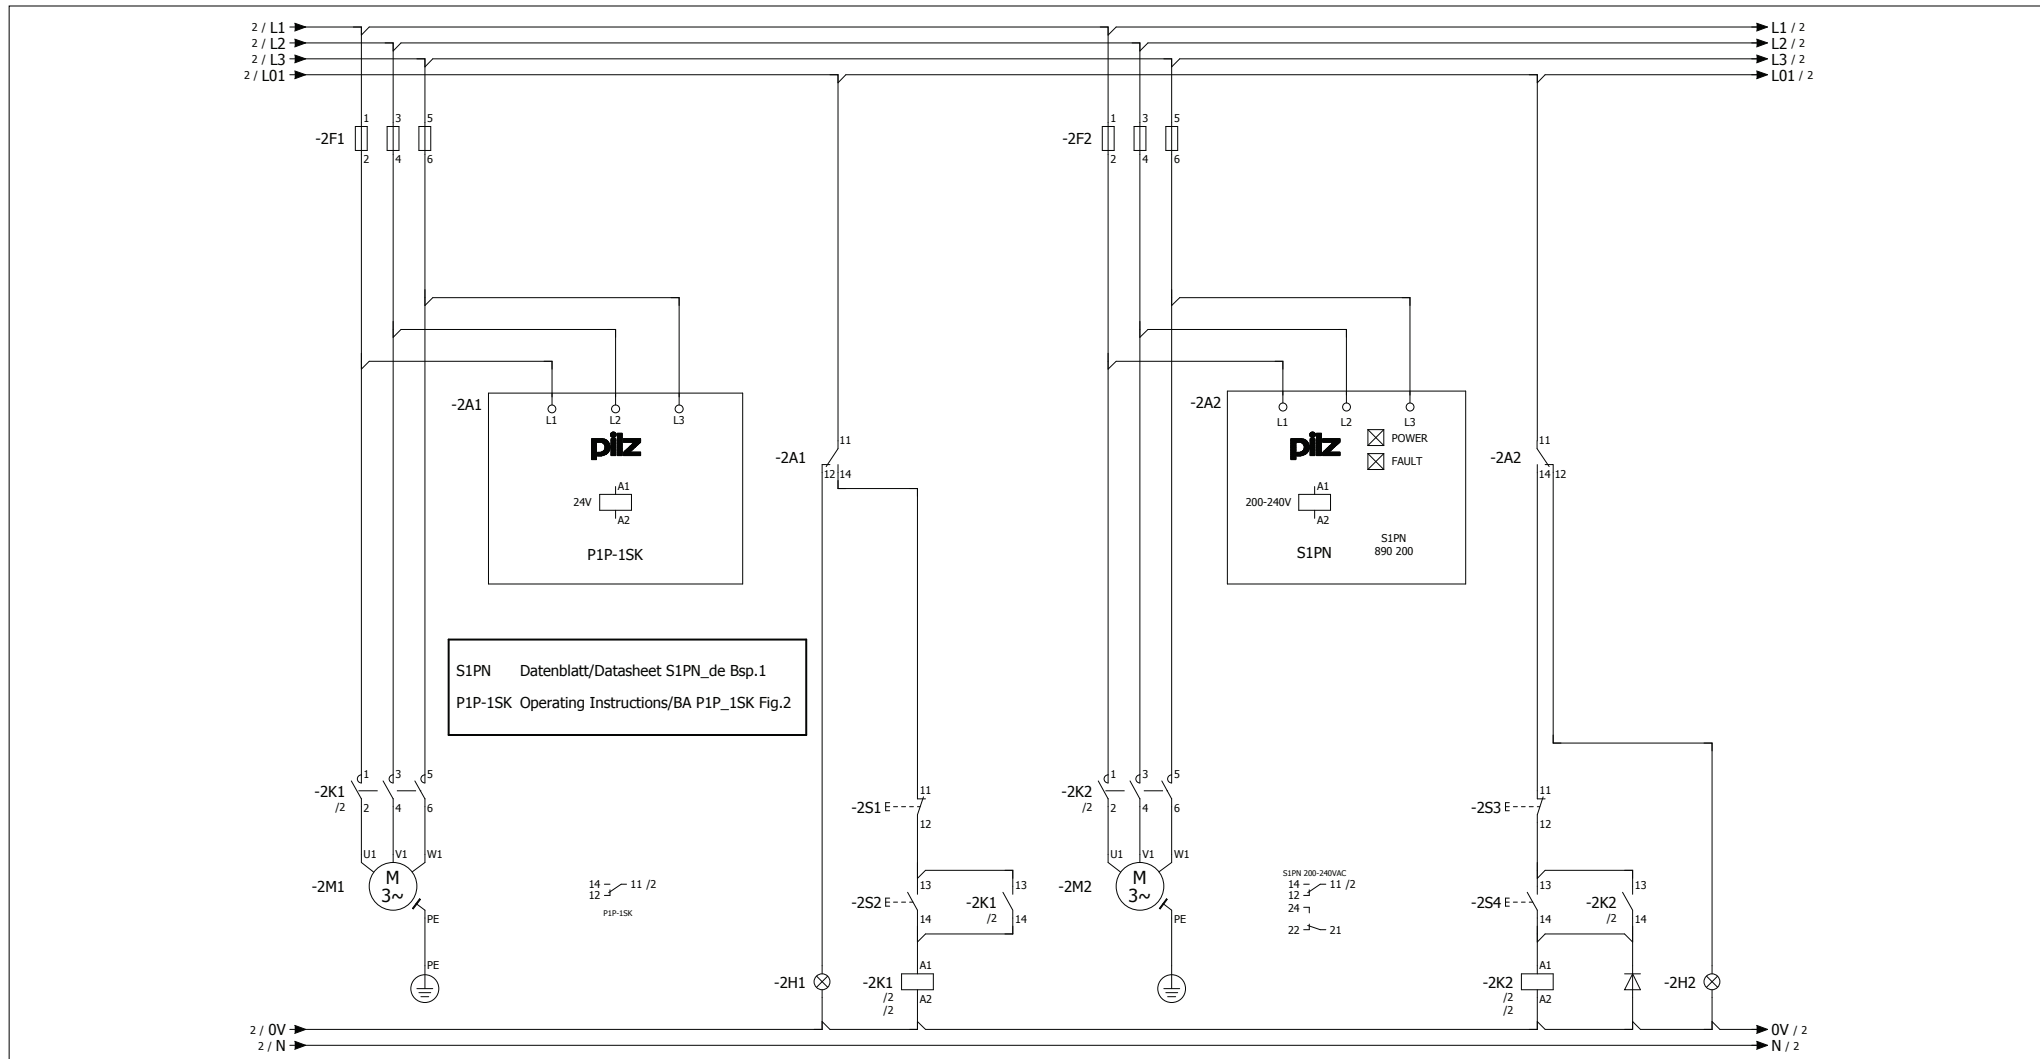 2 / L1
L1 / 2
2 / L2
L2 / 2
2 / L3
L3 / 2
2 / L01
L01 / 2
-2F1
1
3
5
2
4
6
-2F2
1
3
5
2
4
6
-2A1
L1
L2
L3
pilz
24V
A1
A2
P1P-1SK
-2A1
11
12
14
-2A2
L1
L2
L3
pilz
POWER
FAULT
200-240V
A1
A2
S1PN
S1PN
890 200
-2A2
11
14
12
S1PN Datenblatt/Datasheet S1PN_de Bsp.1
P1P-1SK Operating Instructions/BA P1P_1SK Fig.2
-2K1
/2
1
3
5
2
4
6
U1
V1
W1
-2M1
M
3~
PE
PE
14
11 /2
12
P1P-1SK
-2S1
11
12
-2S2
13
14
-2K1
/2
13
14
-2H1
-2K1
/2
/2
A1
A2
-2K2
/2
1
3
5
2
4
6
U1
V1
W1
-2M2
M
3~
PE
S1PN 200-240VAC
14
11 /2
12
24
22
21
-2S3
11
12
-2S4
13
14
-2K2
/2
13
14
-2K2
/2
/2
A1
A2
-2H2
2 / 0V
0V / 2
2 / N
N / 2